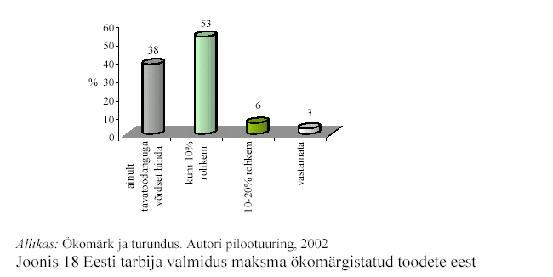 60
50
40
% 30
20
10
0
38
53
6
3
ainult
tavatoodanguga
võrdset hinda
kuni 10%
rohkem
10-20% rohkem
vastamata
Allikas: Ökomärk ja turundus. Autori pilootuuring, 2002
Joonis 18 Eesti tarbija valmidus maksma ökomärgistatud toodete eest